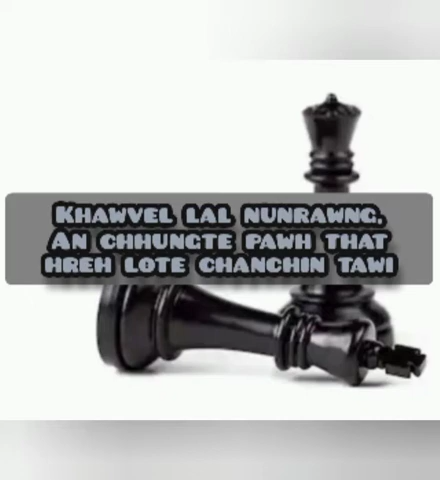 Khawvel lal nunrawng,
An chhungte pawh that
hreh lote chanchin tawi